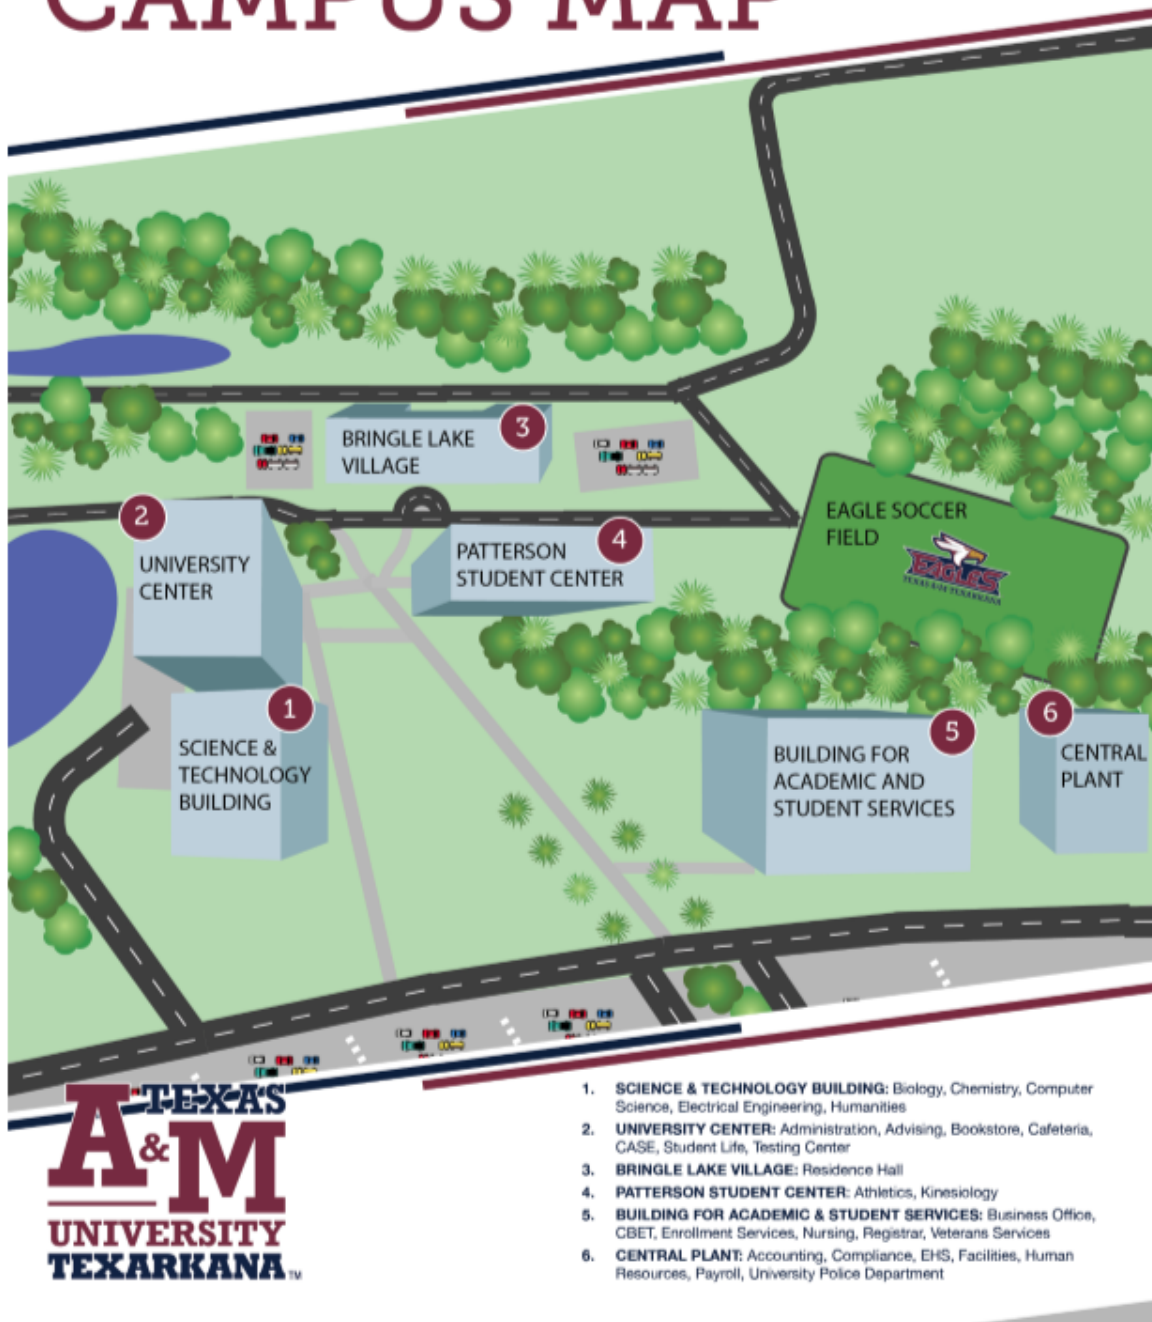 CAMPUS MAP
3
BRINGLE LAKE
VILLAGE
2
UNIVERSITY
CENTER
4
PATTERSON
STUDENT CENTER
EAGLE SOCCER
FIELD
EAGLES
TEXAS A&M TEXARKANA
1
SCIENCE &
TECHNOLOGY
BUILDING
5
BUILDING FOR
ACADEMIC AND
STUDENT SERVICES
6
CENTRAL
PLANT
TEXAS
A&M
UNIVERSITY
TEXARKANA TM
1. SCIENCE & TECHNOLOGY BUILDING: Biology, Chemistry, Computer
Science, Electrical Engineering, Humanities
2. UNIVERSITY CENTER: Administration, Advising, Bookstore, Cafeteria,
CASE, Student Life, Testing Center
3. BRINGLE LAKE VILLAGE: Residence Hall
4. PATTERSON STUDENT CENTER: Athletics, Kinesiology
5. BUILDING FOR ACADEMIC & STUDENT SERVICES: Business Office,
CBET, Enrollment Services, Nursing, Registrar, Veterans Services
6. CENTRAL PLANT: Accounting, Compliance, EHS, Facilities, Human
Resources, Payroll, University Police Department